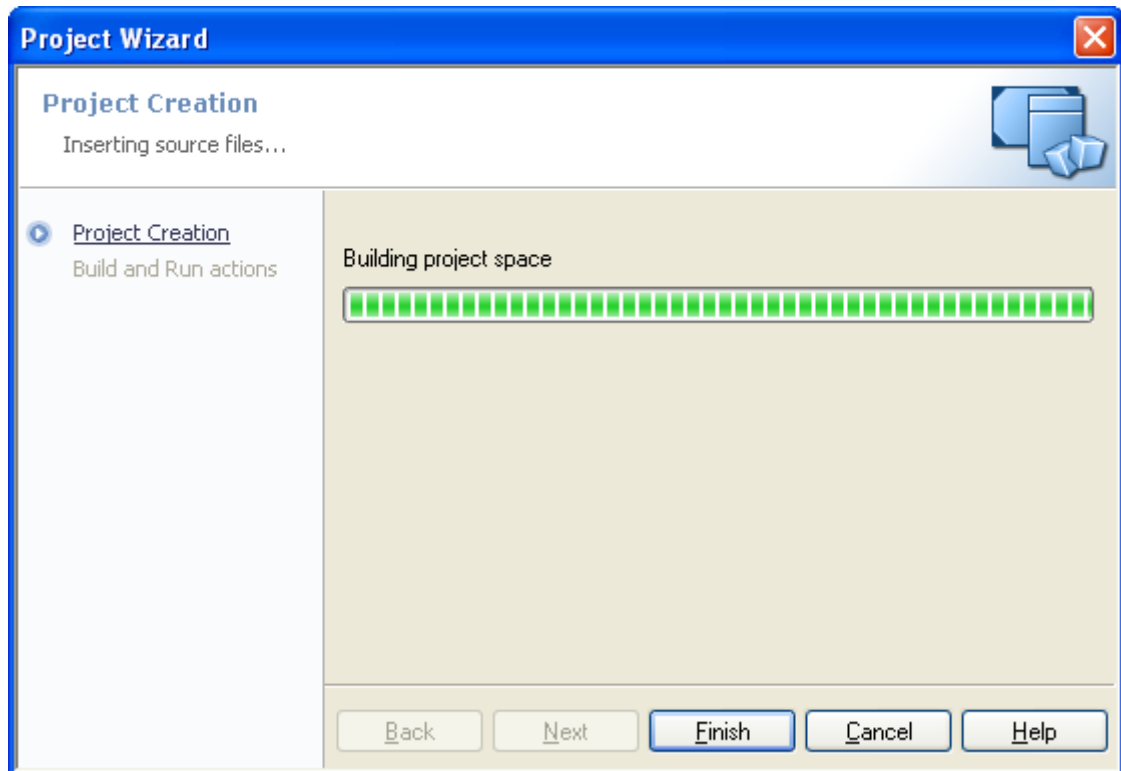 Project Wizard
Project Creation
Inserting source files...
Project Creation
Build and Run actions
Building project space
Back
Next
Finish
Cancel
Help